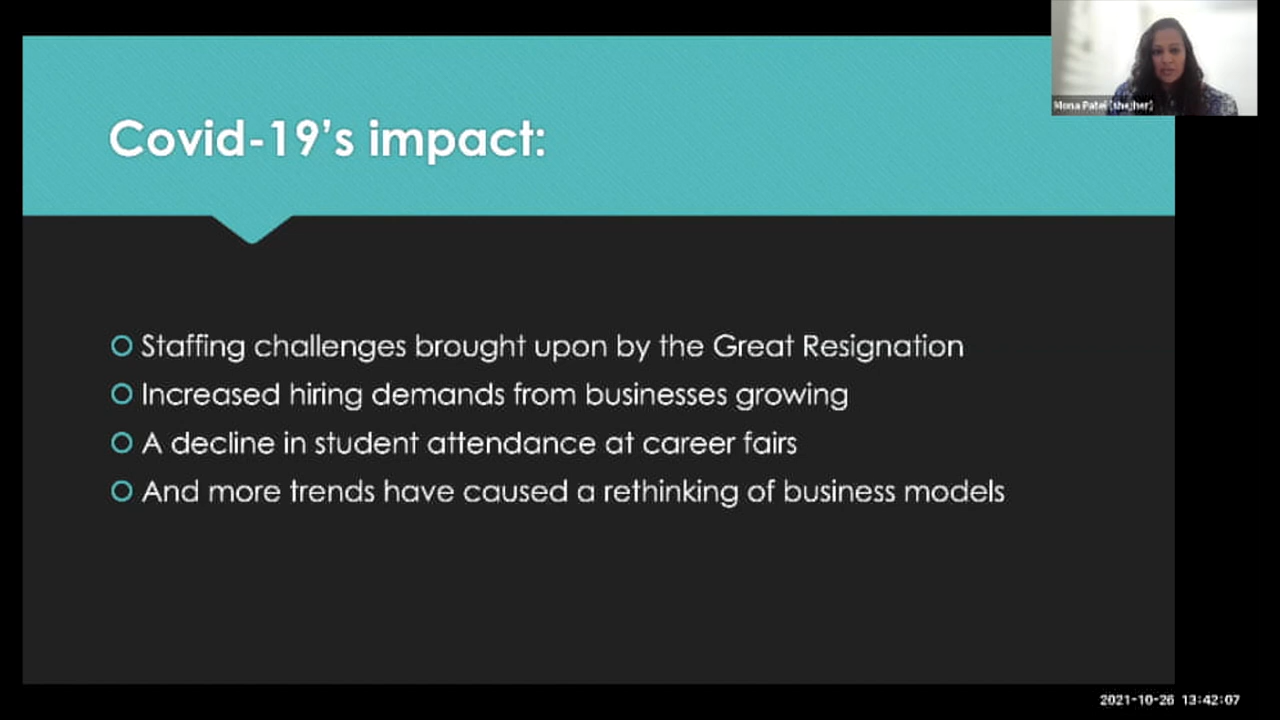 Mona Patel (she/her)
Covid-19's impact:
Staffing challenges brought upon by the Great Resignation
Increased hiring demands from businesses growing
A decline in student attendance at career fairs
And more trends have caused a rethinking of business models
2021-10-26 13:42:07